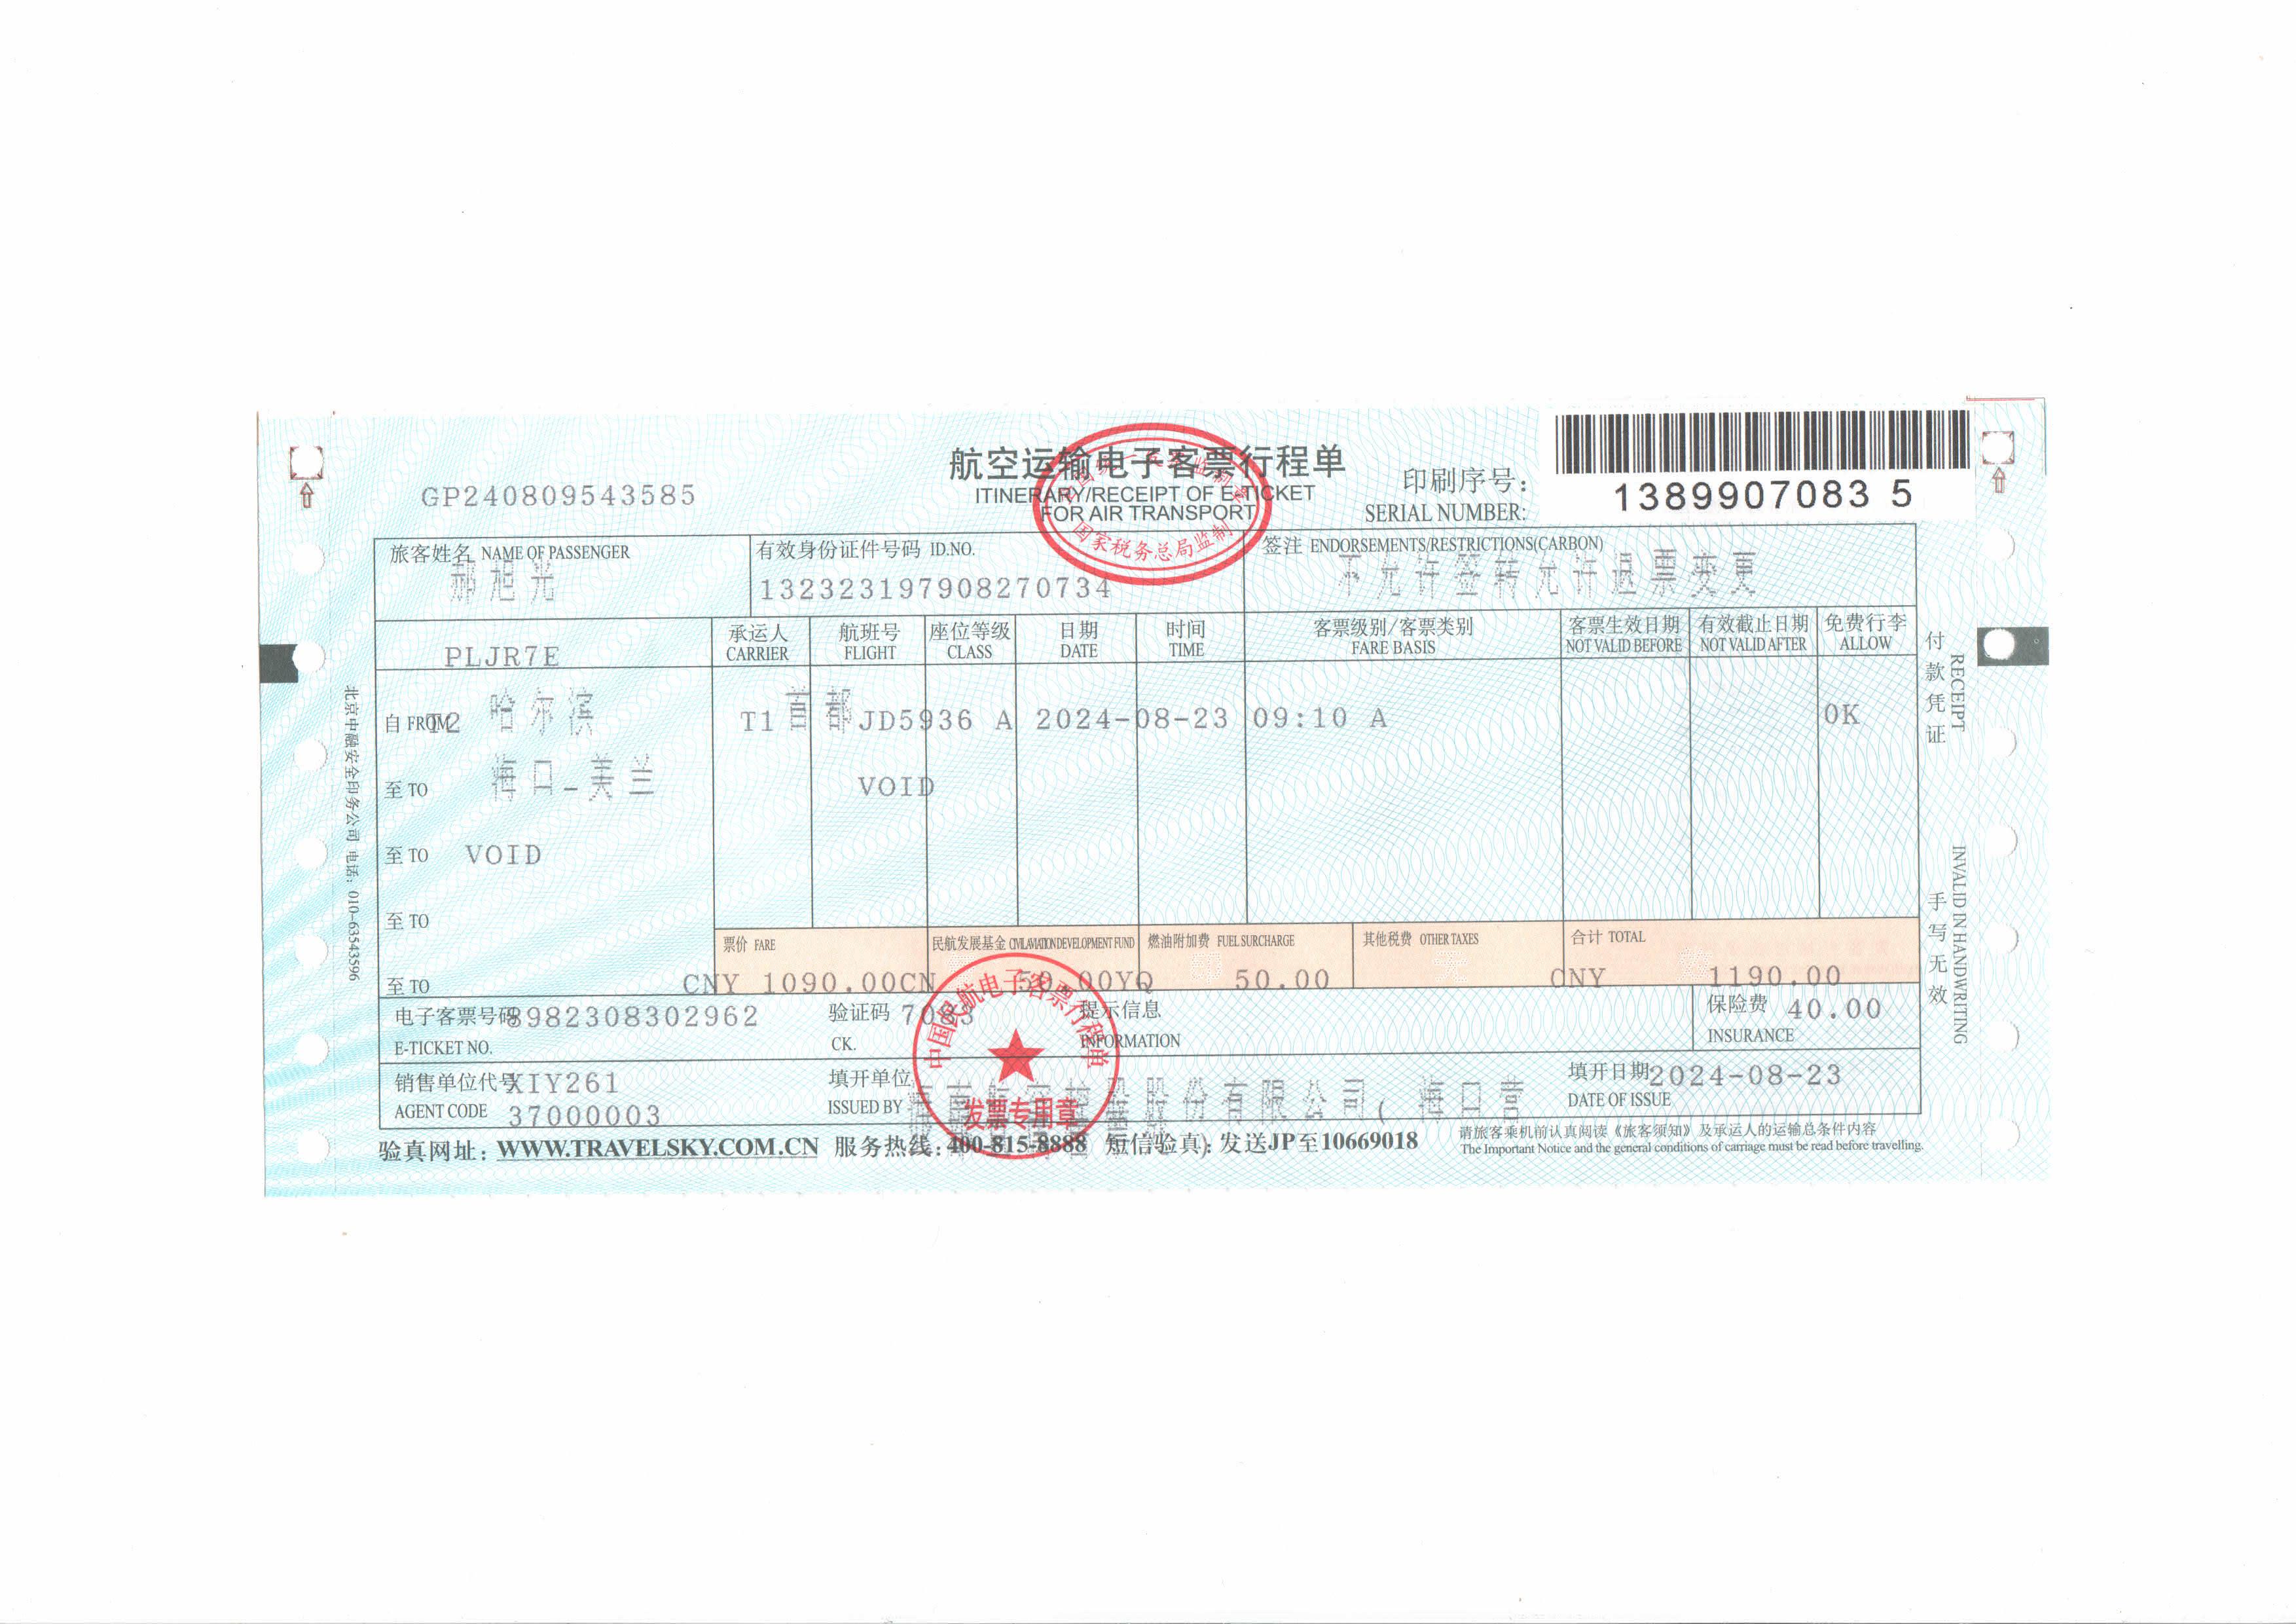 航空运输电子客票行程单
ITINERARY/RECEIPT OF E-TICKET
FOR AIR TRANSPORT
国家税务总局监制
GP240809543585
印刷序号:
SERIAL NUMBER:
1389907083 5
旅客姓名 NAME OF PASSENGER
郝旭光
有效身份证件号码 ID.NO.
132323197908270734
签注 ENDORSEMENTS/RESTRICTIONS(CARBON)
不允许签转允许退票变更
PLJR7E
承运人 CARRIER
航班号 FLIGHT
座位等级 CLASS
日期 DATE
时间 TIME
客票级别/客票类别 FARE BASIS
客票生效日期 NOT VALID BEFORE
有效截止日期 NOT VALID AFTER
免费行李 ALLOW
自 FROM T2 哈尔滨 T1 首都 JD5936 A 2024-08-23 09:10 A OK
至 TO 海口-美兰 VOID
至 TO VOID
至 TO
至 TO
票价 FARE
民航发展基金 CIVIL AVIATION DEVELOPMENT FUND
燃油附加费 FUEL SURCHARGE
其他税费 OTHER TAXES
合计 TOTAL
CNY 1090.00CN 50.00YQ 50.00 CNY 1190.00
电子客票号码 8982308302962
E-TICKET NO.
验证码 7083
CK.
提示信息
INFORMATION
保险费 40.00
INSURANCE
销售单位代号 XIY261
AGENT CODE 37000003
填开单位
ISSUED BY
股份有限公司(海口
填开日期 2024-08-23
DATE OF ISSUE
中国民航电子客票行程单
发票专用章
验真网址: WWW.TRAVELSKY.COM.CN 服务热线: 400-815-8888 短信验真: 发送JP至10669018
请旅客乘机前认真阅读《旅客须知》及承运人的运输总条件内容
The Important Notice and the general conditions of carriage must be read before travelling.
北京中融安全印务公司 电话: 010-63543596
付款凭证 RECEIPT
手写无效 INVALID IN HANDWRITING